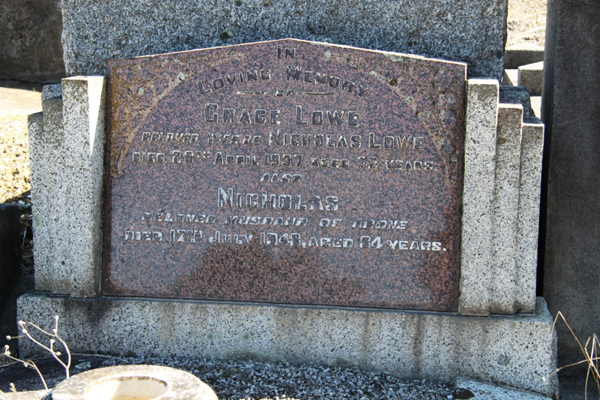 IN
LOVING MEMORY
OF
GRACE LOWE
BELOVED WIFE OF NICHOLAS LOWE
DIED 28TH APRIL 1937 AGED YEARS.
ALSO
NICHOLAS
BELOVED HUSBAND OF ABOVE
DIED 12TH JULY 1948, AGED 84 YEARS.